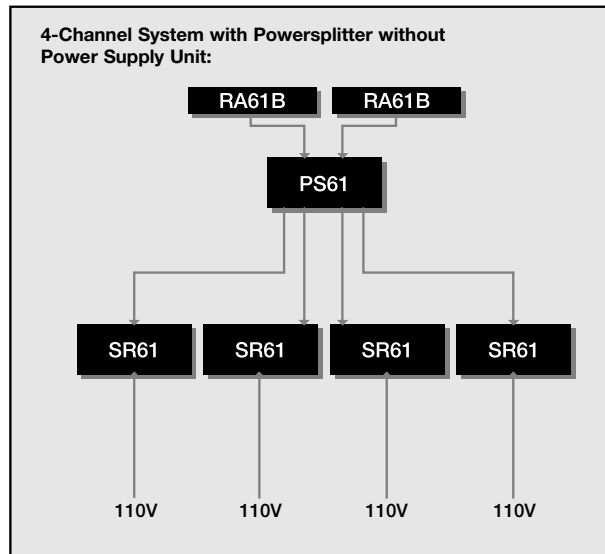 4-Channel System with Powersplitter without
Power Supply Unit:
RA61B RA61B
PS61
SR61 SR61 SR61 SR61
110V 110V 110V 110V